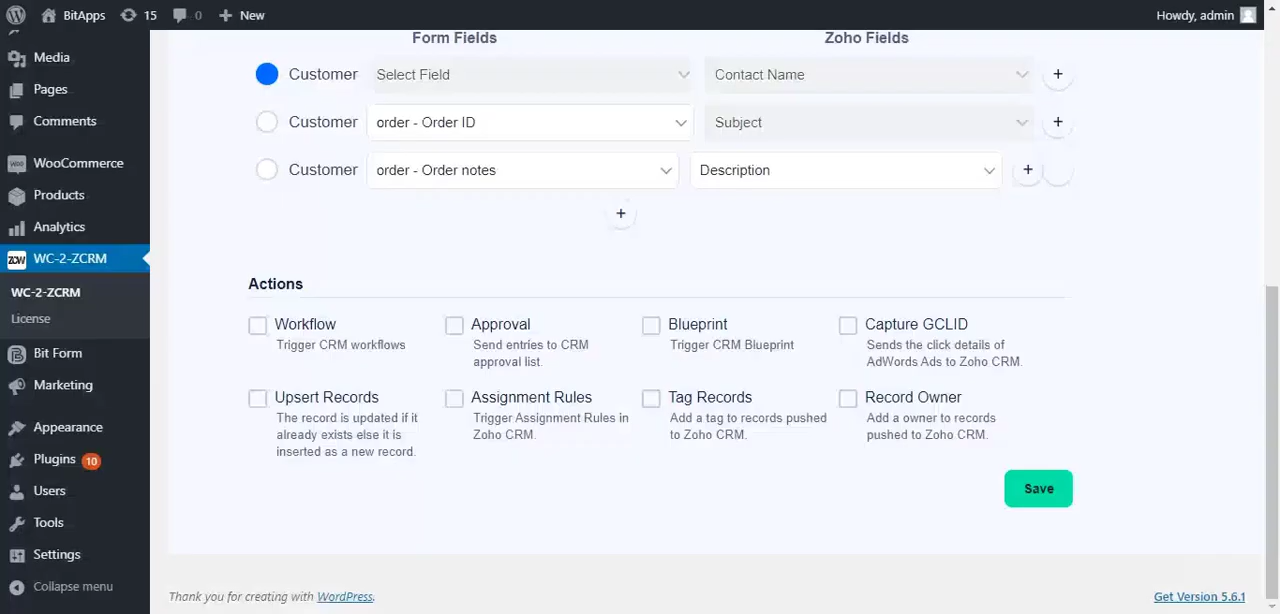 BitApps 15 0 New Howdy, admin
Media
Pages
Comments
WooCommerce
Products
Analytics
WC-2-ZCRM
WC-2-ZCRM
License
Bit Form
Marketing
Appearance
Plugins 10
Users
Tools
Settings
Collapse menu
Form Fields Zoho Fields
Customer Select Field Contact Name +
Customer order - Order ID Subject +
Customer order - Order notes Description +
+
Actions
Workflow
Trigger CRM workflows
Approval
Send entries to CRM
approval list.
Blueprint
Trigger CRM Blueprint
Capture GCLID
Sends the click details of
AdWords Ads to Zoho CRM.
Upsert Records
The record is updated if it
already exists else it is
inserted as a new record.
Assignment Rules
Trigger Assignment Rules in
Zoho CRM.
Tag Records
Add a tag to records pushed
to Zoho CRM.
Record Owner
Add a owner to records
pushed to Zoho CRM.
Save
Thank you for creating with WordPress. Get Version 5.6.1